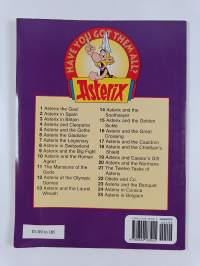 HAVE YOU GOT THEM ALL?
Asterix
1 Asterix the Gaul
2 Asterix in Spain
3 Asterix in Britain
4 Asterix and Cleopatra
5 Asterix and the Goths
6 Asterix the Gladiator
7 Asterix the Legionary
8 Asterix in Switzerland
9 Asterix and the Big Fight
10 Asterix and the Roman
Agent
11 The Mansions of the
Gods
12 Asterix at the Olympic
Games
13 Asterix and the Laurel
Wreath
14 Asterix and the
Soothsayer
15 Asterix and the Golden
Sickle
16 Asterix and the Great
Crossing
17 Asterix and the Cauldron
18 Asterix and the Chieftain's
Shield
19 Asterix and Caesar's Gift
20 Asterix and the Normans
21 The Twelve Tasks of
Asterix
22 Obelix and Co.
23 Asterix and the Banquet
24 Asterix in Corsica
25 Asterix in Belgium